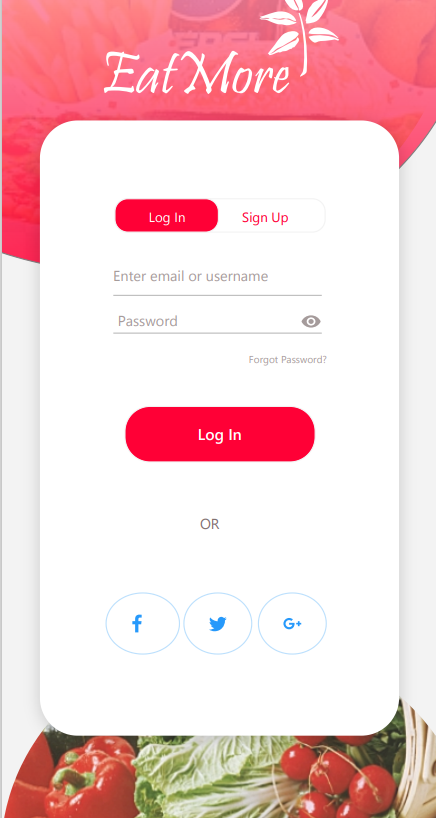 EatMore
Log In
Sign Up
Enter email or username
Password
Forgot Password?
Log In
OR
G+